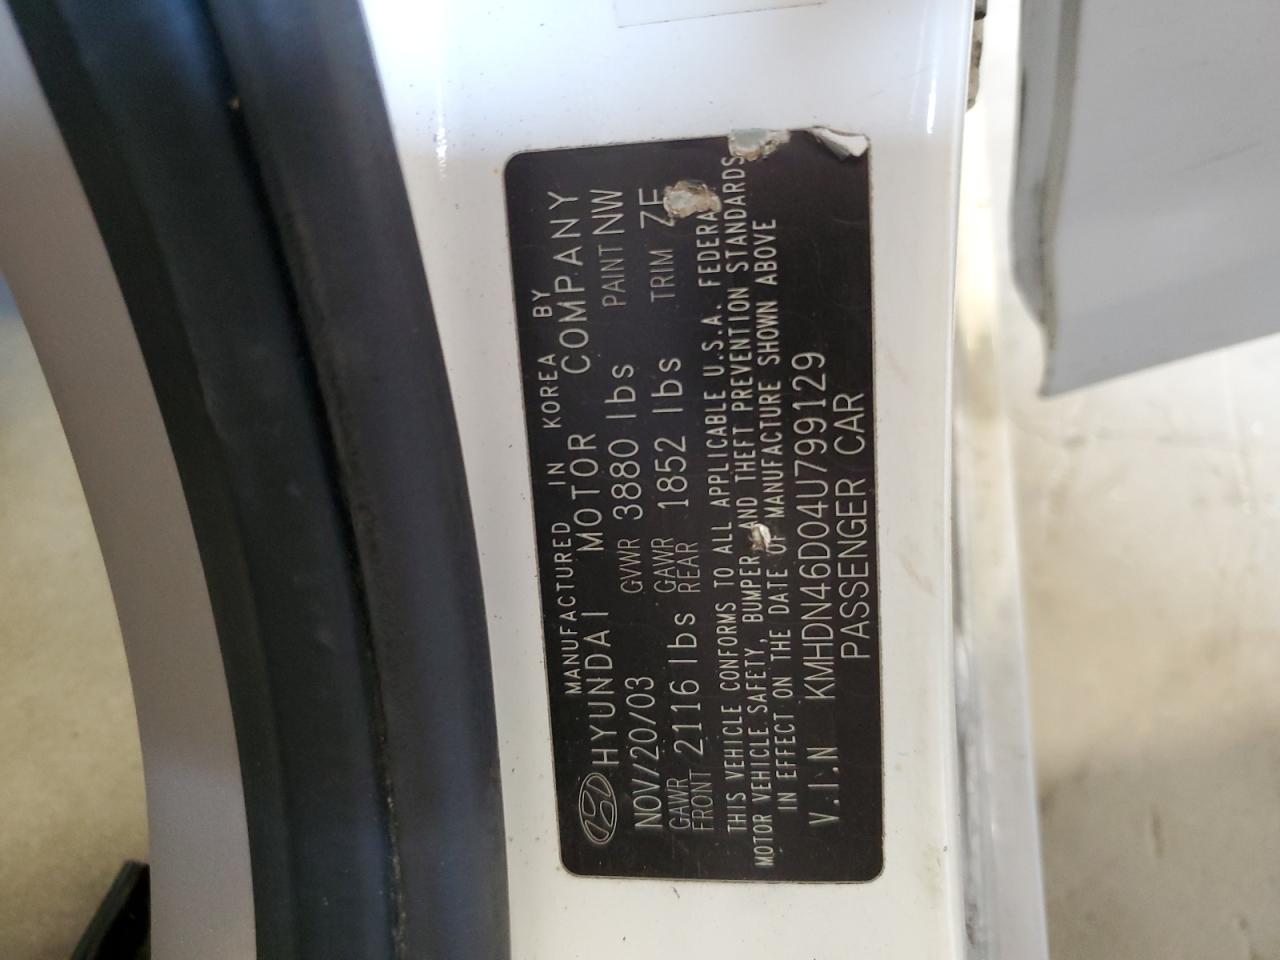 MANUFACTURED IN KOREA BY
HYUNDAI MOTOR COMPANY
NOV/20/03 GVWR 3880 lbs PAINT NW
GAWR FRONT 2116 lbs GAWR REAR 1852 lbs TRIM
THIS VEHICLE CONFORMS TO ALL APPLICABLE U.S.A. FEDERA
MOTOR VEHICLE SAFETY, BUMPER AND THEFT PREVENTION STANDARDS
IN EFFECT ON THE DATE OF MANUFACTURE SHOWN ABOVE
V.I.N KMHDN46D04U799129
PASSENGER CAR